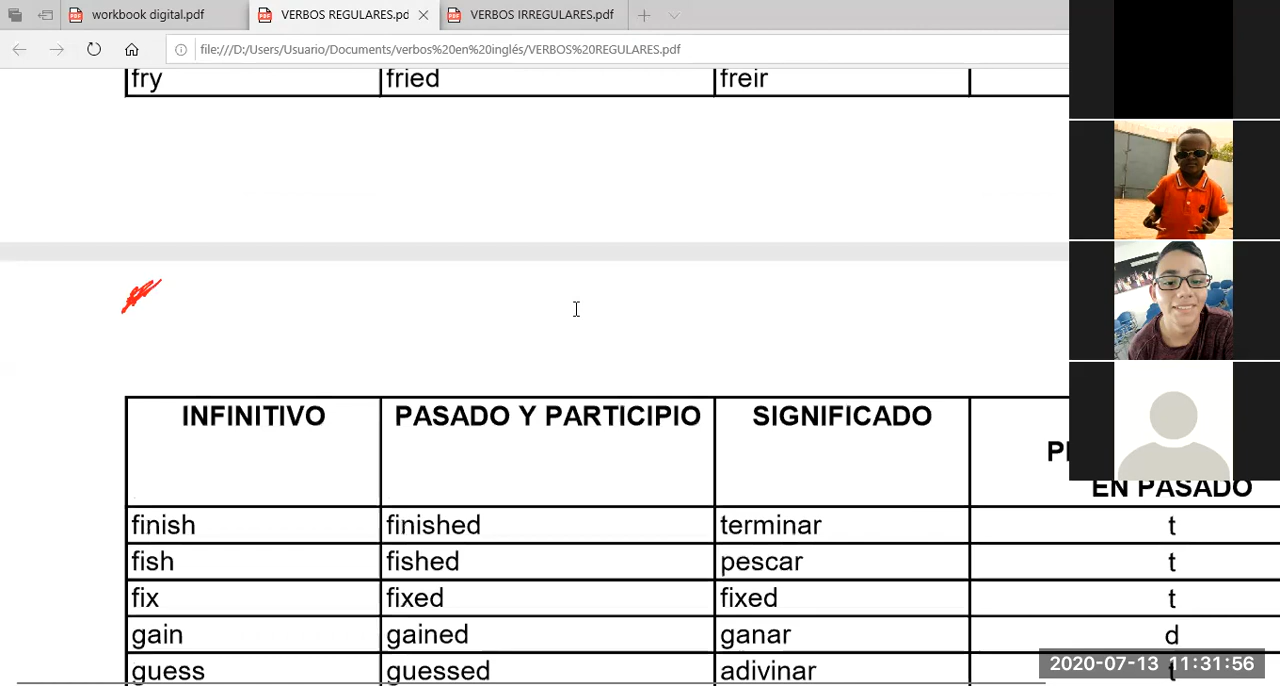 workbook digital.pdf
VERBOS REGULARES.pd
VERBOS IRREGULARES.pdf
file:///D:/Users/Usuario/Documents/verbos%20en%20inglés/VERBOS%20REGULARES.pdf
fry fried freir
INFINITIVO PASADO Y PARTICIPIO SIGNIFICADO
EN PASADO
finish finished terminar t
fish fished pescar t
fix fixed fixed t
gain gained ganar d
guess guessed adivinar
2020-07-13 11:31:56